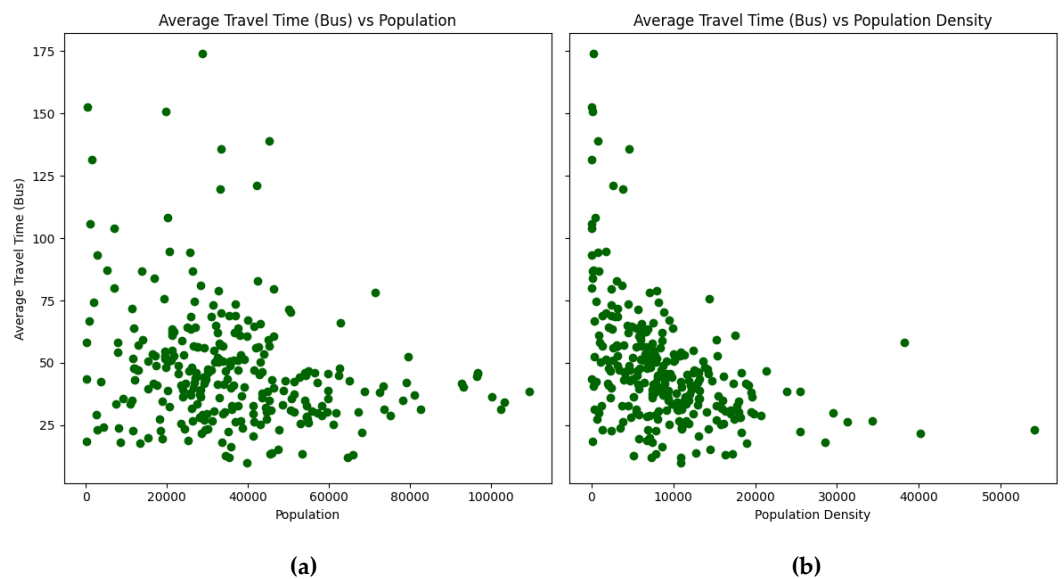 Average Travel Time (Bus) vs Population
Average Travel Time (Bus) vs Population Density
Average Travel Time (Bus)
175
150
125
100
75
50
25
0 20000 40000 60000 80000 100000
0 10000 20000 30000 40000 50000
Population
Population Density
(a)
(b)